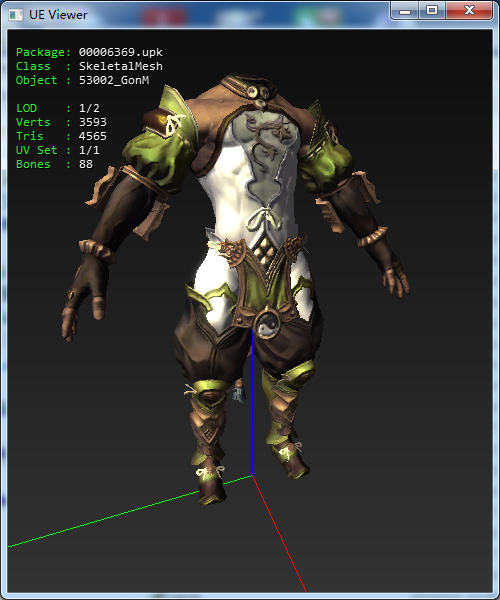 UE Viewer
Package: 00006369.upk
Class : SkeletalMesh
Object : 53002_GonM
LOD : 1/2
Verts : 3593
Tris : 4565
UV Set : 1/1
Bones : 88